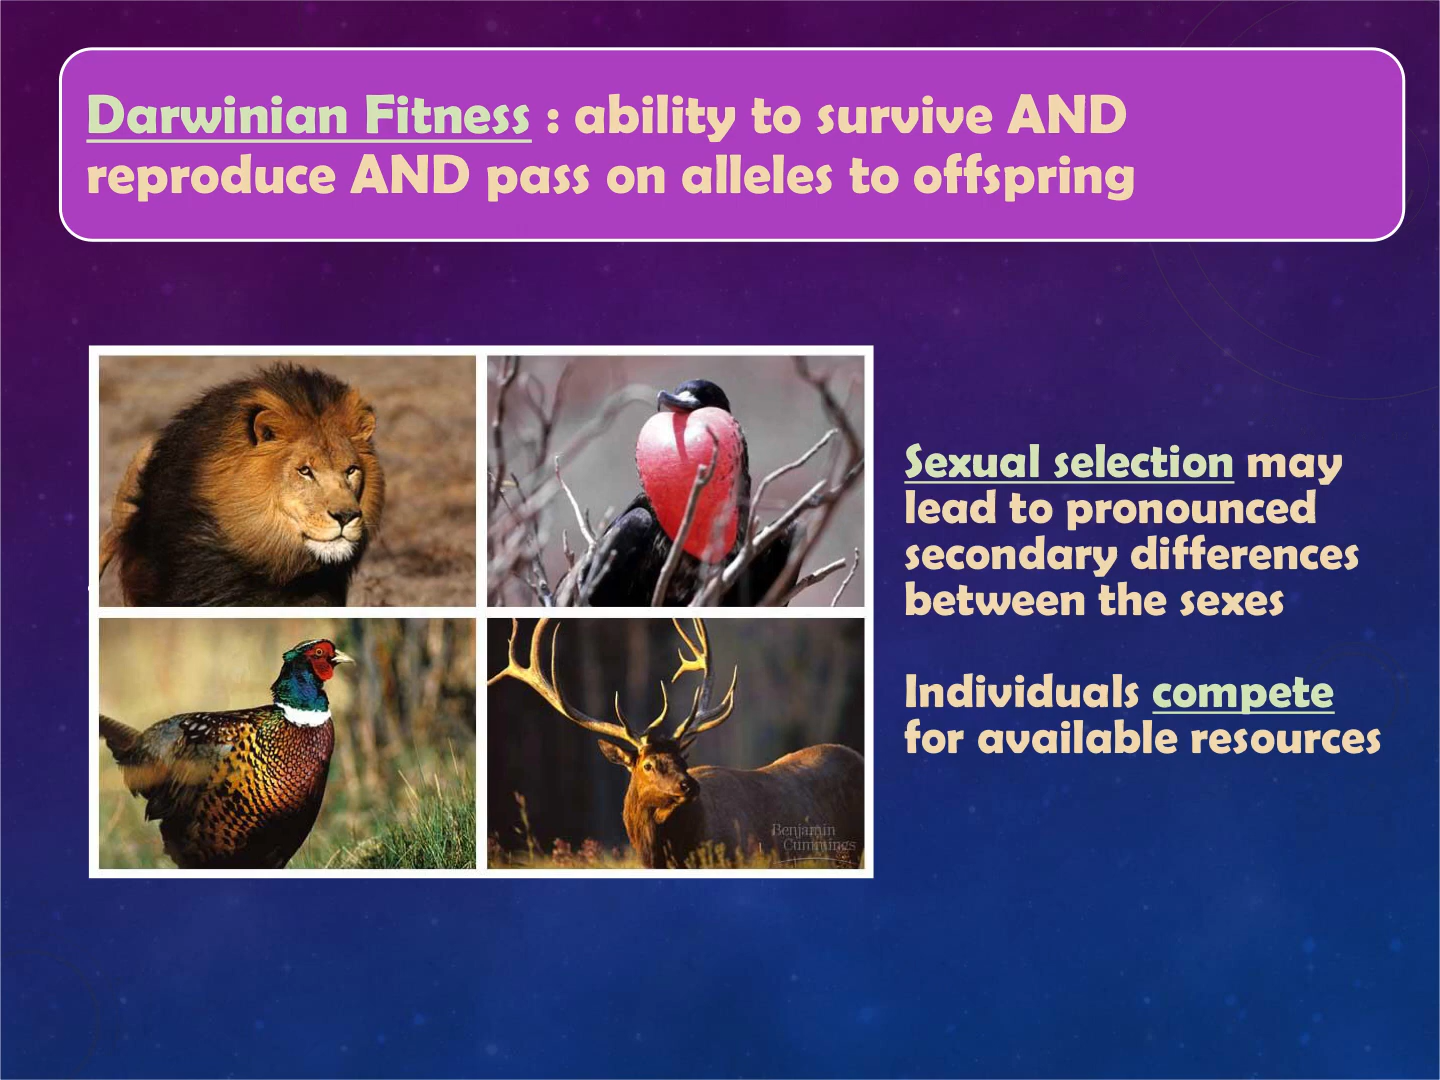 Darwinian Fitness : ability to survive AND
reproduce AND pass on alleles to offspring
Sexual selection may
lead to pronounced
secondary differences
between the sexes
Individuals compete
for available resources
Benjamin
Cummings